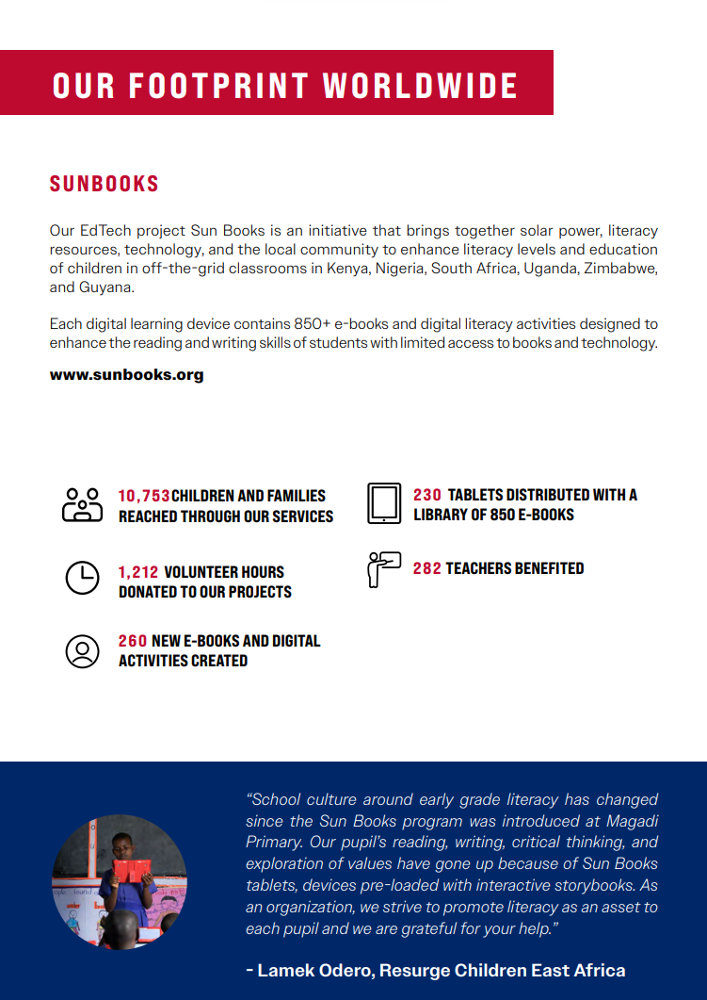 OUR FOOTPRINT WORLDWIDE
SUNBOOKS
Our EdTech project Sun Books is an initiative that brings together solar power, literacy
resources, technology, and the local community to enhance literacy levels and education
of children in off-the-grid classrooms in Kenya, Nigeria, South Africa, Uganda, Zimbabwe,
and Guyana.
Each digital learning device contains 850+ e-books and digital literacy activities designed to
enhance the reading and writing skills of students with limited access to books and technology.
www.sunbooks.org
10,753 CHILDREN AND FAMILIES
REACHED THROUGH OUR SERVICES
1,212 VOLUNTEER HOURS
DONATED TO OUR PROJECTS
260 NEW E-BOOKS AND DIGITAL
ACTIVITIES CREATED
230 TABLETS DISTRIBUTED WITH A
LIBRARY OF 850 E-BOOKS
282 TEACHERS BENEFITED
“School culture around early grade literacy has changed
since the Sun Books program was introduced at Magadi
Primary. Our pupil’s reading, writing, critical thinking, and
exploration of values have gone up because of Sun Books
tablets, devices pre-loaded with interactive storybooks. As
an organization, we strive to promote literacy as an asset to
each pupil and we are grateful for your help.”
- Lamek Odero, Resurge Children East Africa